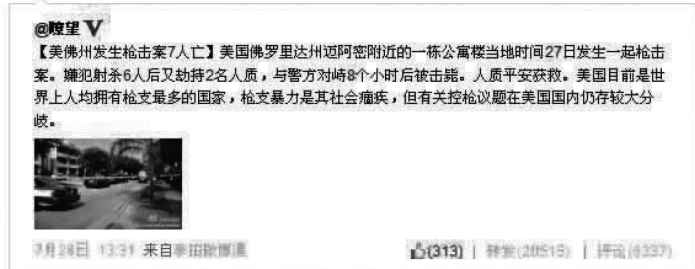 @瞭望 V
【美佛州发生枪击案7人亡】美国佛罗里达州迈阿密附近的一栋公寓楼当地时间27日发生一起枪击
案。嫌犯射杀6人后又劫持2名人质，与警方对峙8个小时后被击毙。人质平安获救。美国目前是世
界上人均拥有枪支最多的国家，枪支暴力是其社会痼疾，但有关控枪议题在美国国内仍存较大分
歧。
7月28日 13:31 来自 (313) | 转发(20515) | 评论(6337)